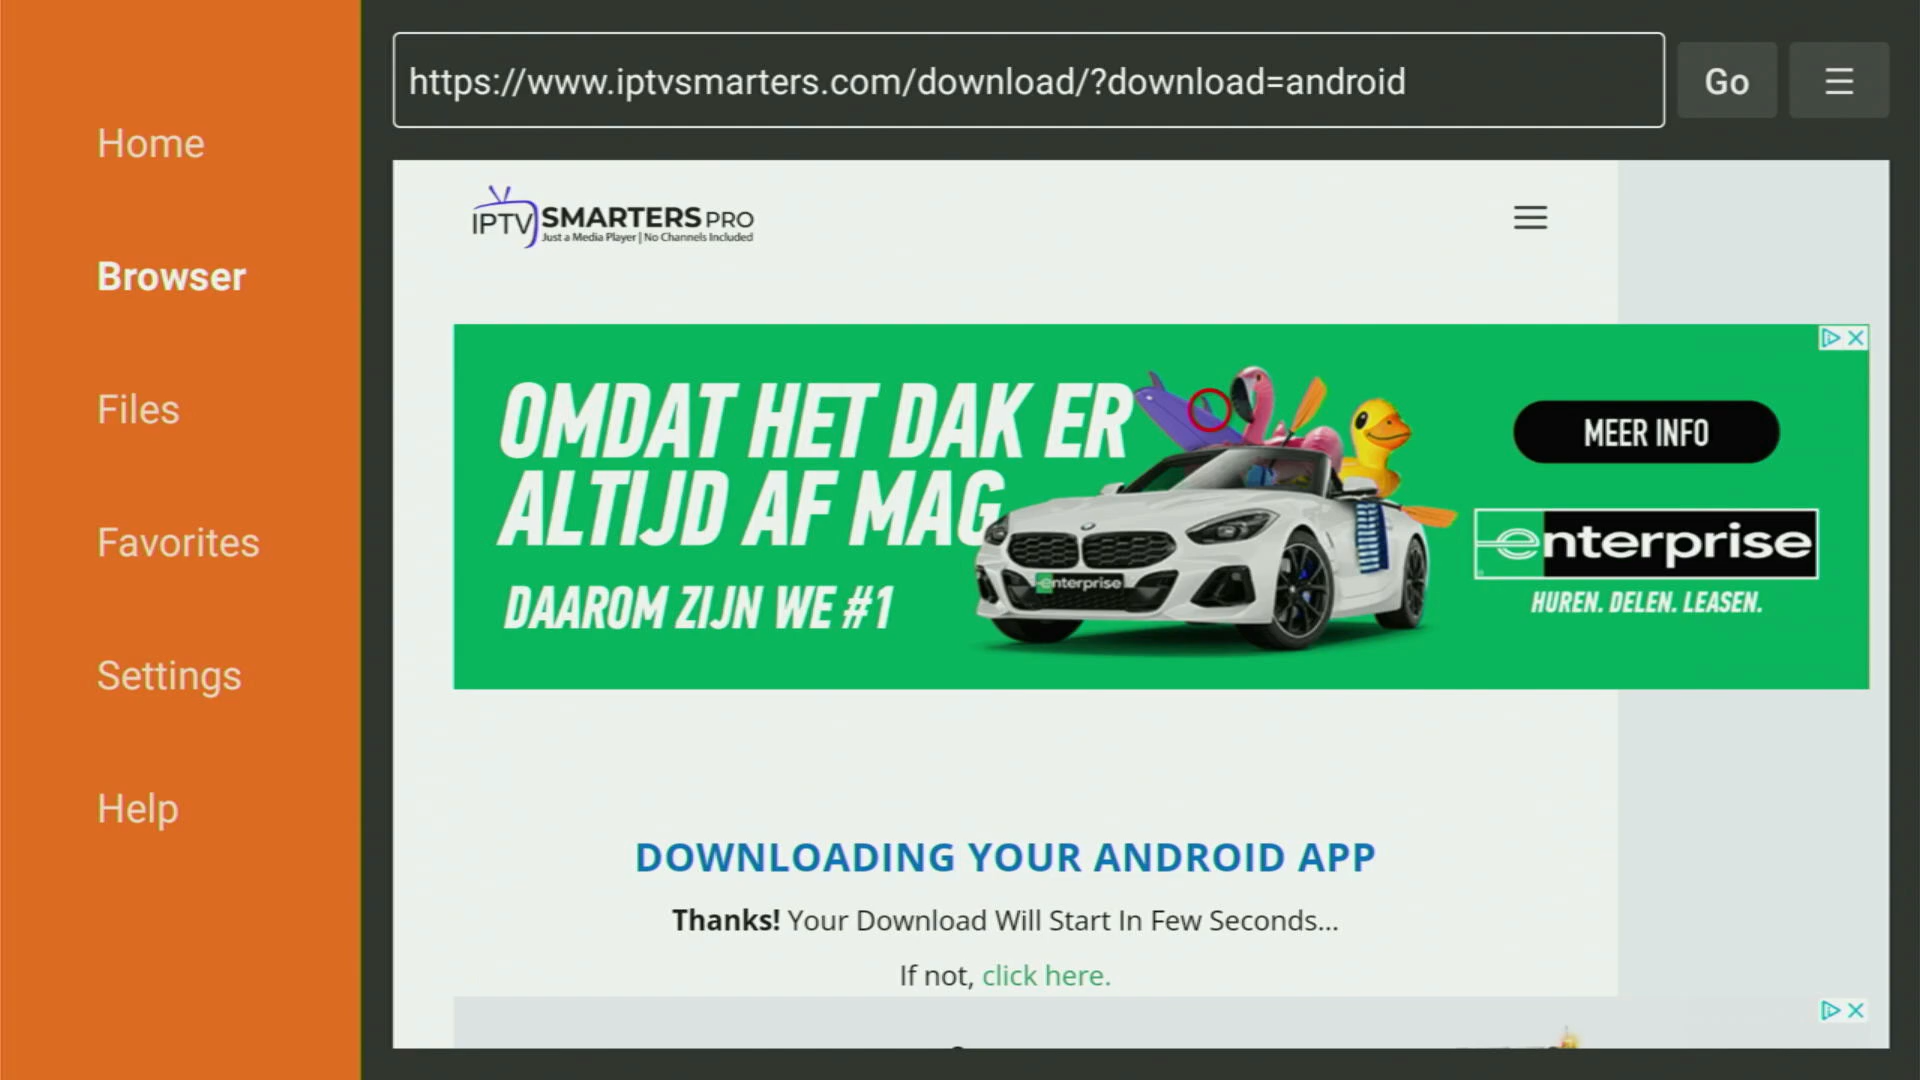 Home
Browser
Files
Favorites
Settings
Help
https://www.iptvsmarters.com/download/?download=android
Go
IPTV SMARTERS PRO
Just a Media Player | No Channels Included
OMDAT HET DAK ER
ALTIJD AF MAG
DAAROM ZIJN WE #1
enterprise
MEER INFO
enterprise
HUREN. DELEN. LEASEN.
DOWNLOADING YOUR ANDROID APP
Thanks! Your Download Will Start In Few Seconds...
If not, click here.